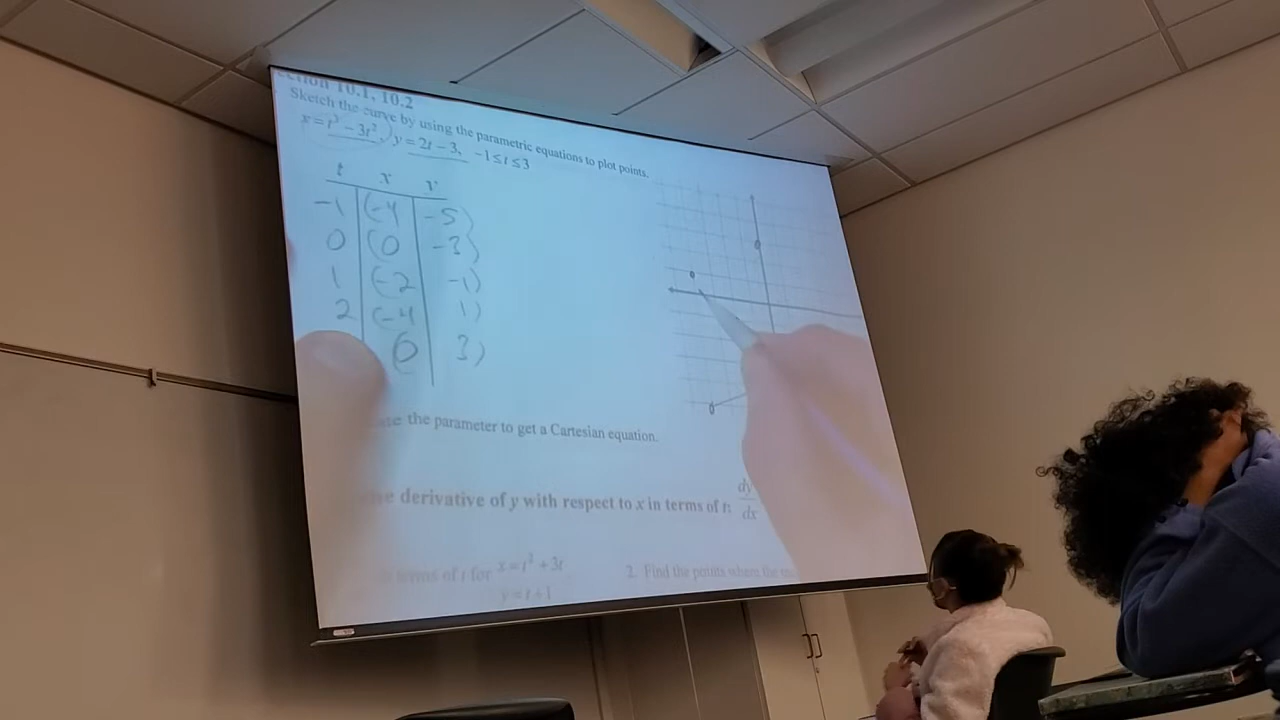 10.1, 10.2
Sketch the curve by using the parametric equations to plot points.
x = t³ − 3t², y = 2t − 3, −1 ≤ t ≤ 3
t x y
-1 (-4 -5)
0 (0 -3)
1 (-2 -1)
2 (-4 1)
0 3)
the parameter to get a Cartesian equation.
derivative of y with respect to x in terms of t: dy/dx
terms of t for x = t² + 3t
y = t + 1
2. Find the points where the